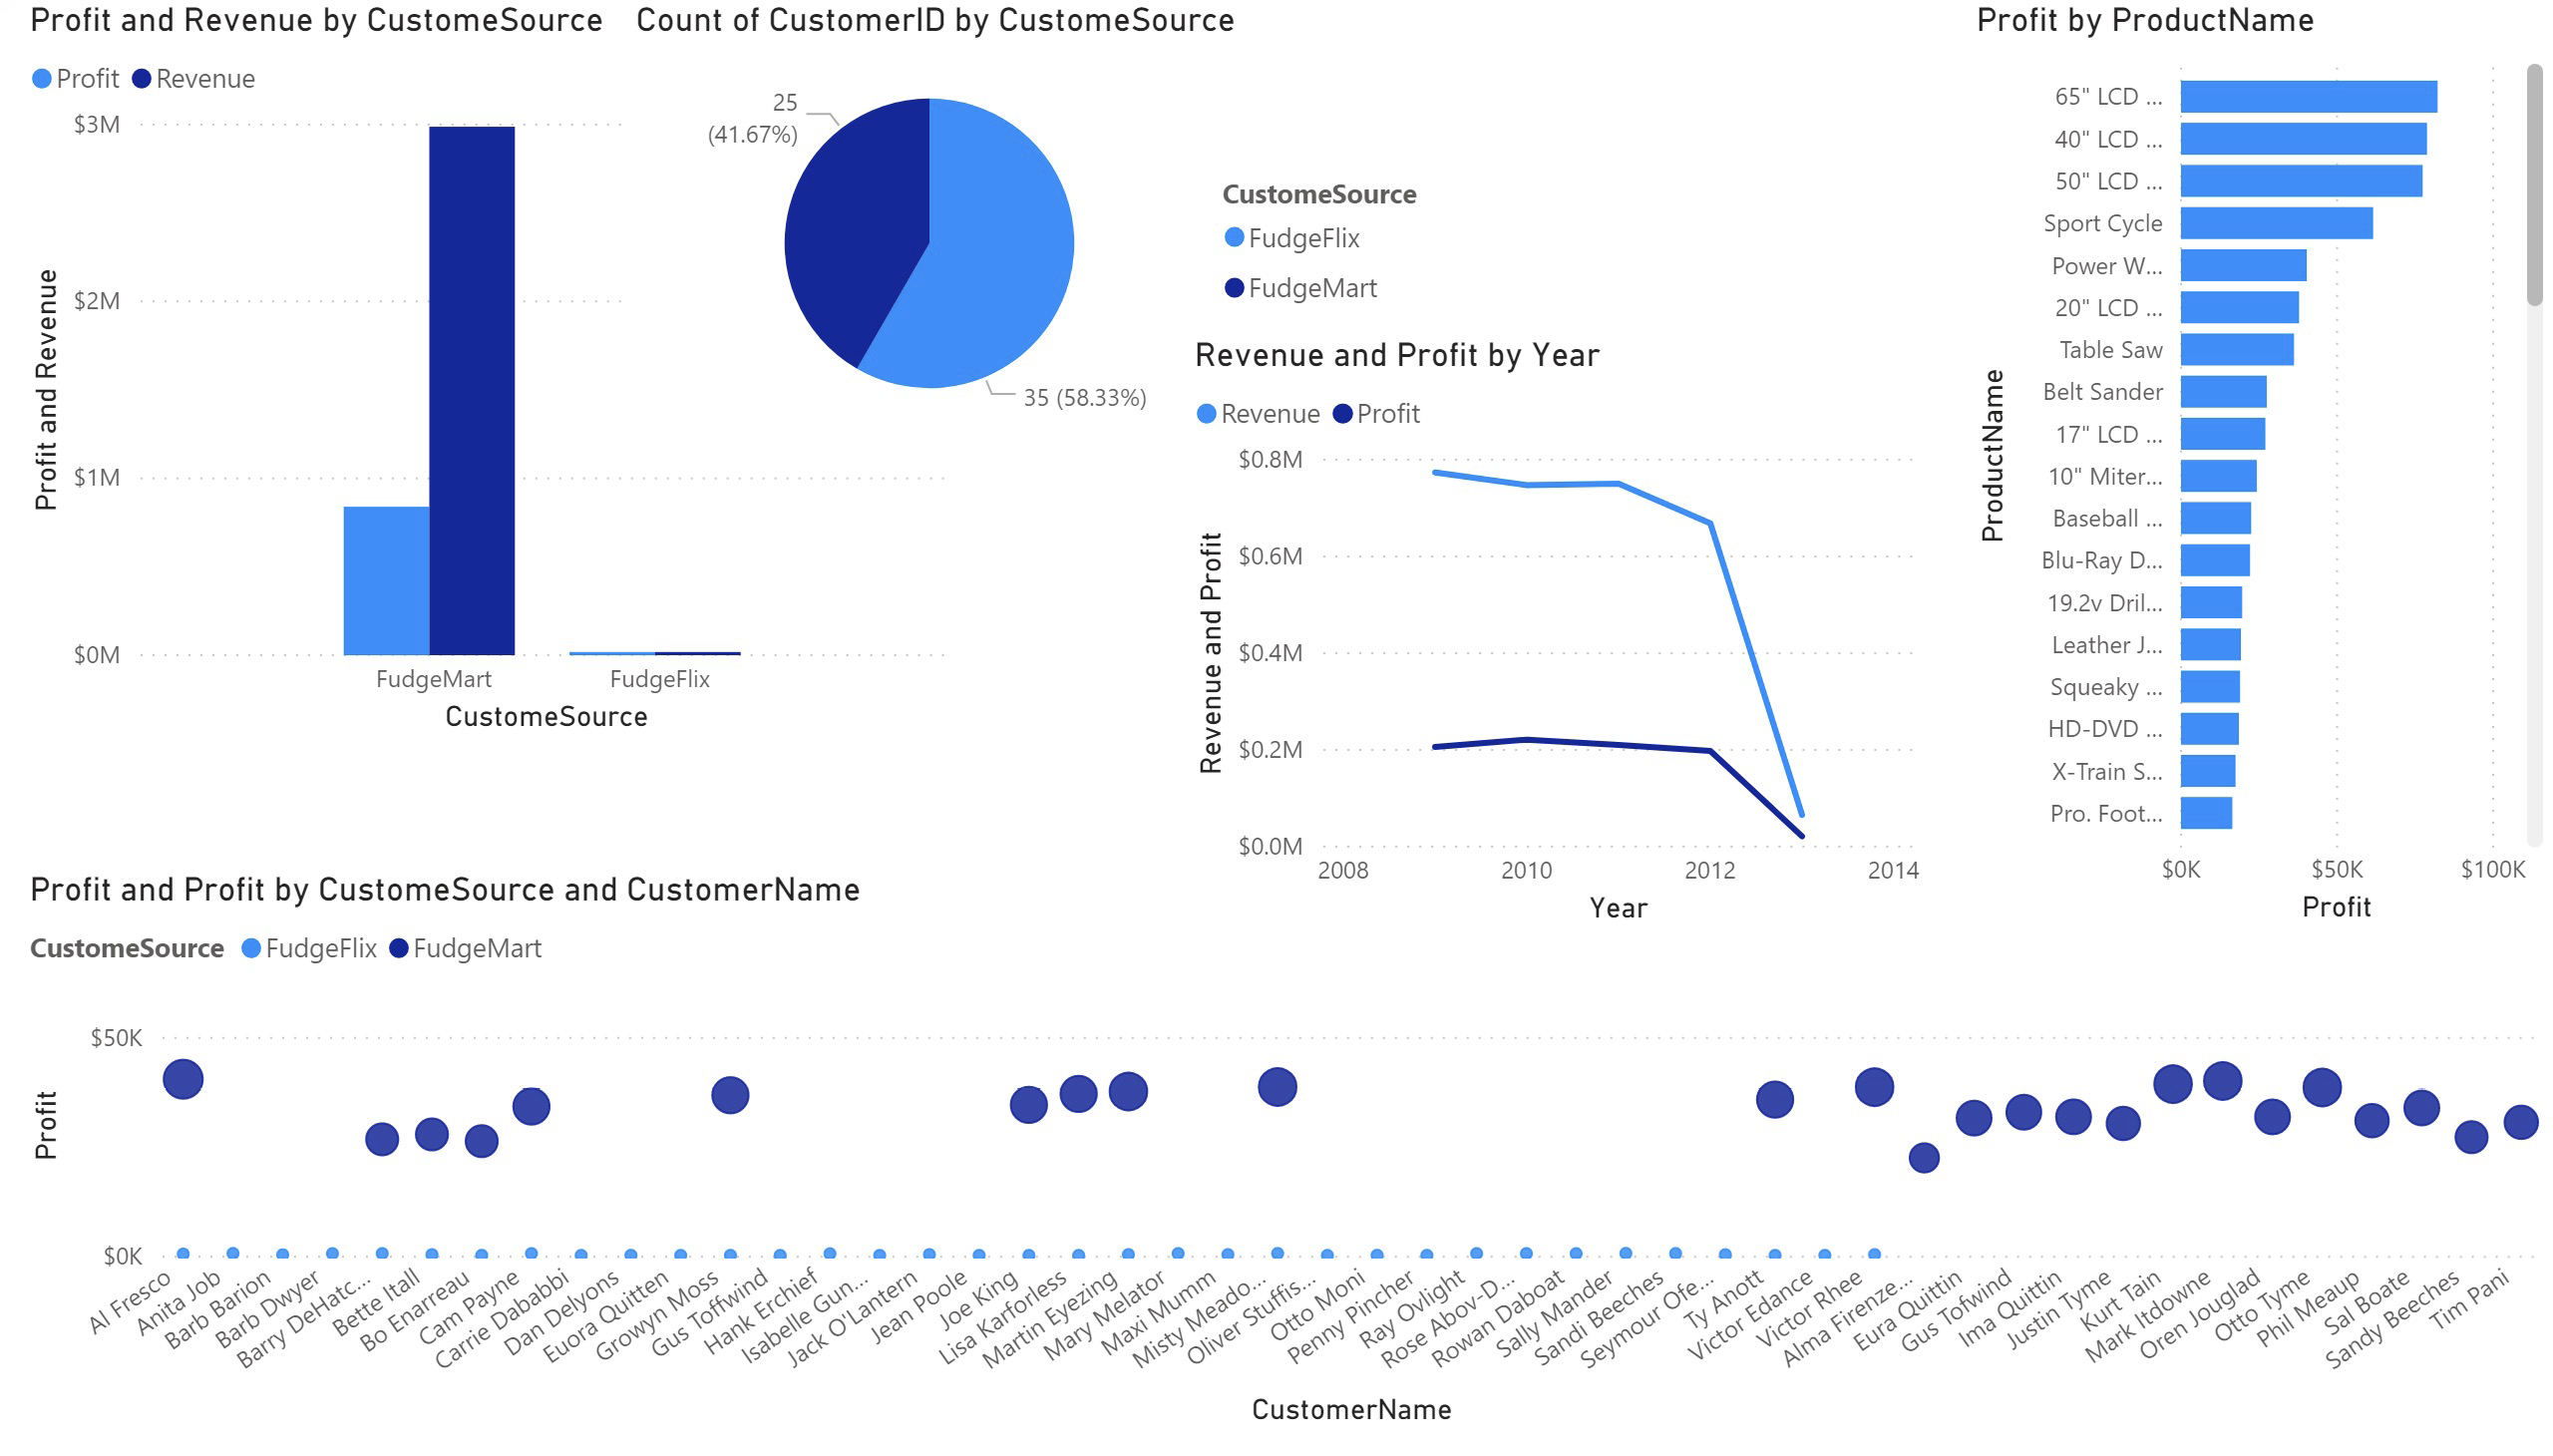 Profit and Revenue by CustomeSource
Profit Revenue
$3M
$2M
$1M
$0M
Profit and Revenue
FudgeMart FudgeFlix
CustomeSource
Count of CustomerID by CustomeSource
25
(41.67%)
35 (58.33%)
CustomeSource
FudgeFlix
FudgeMart
Revenue and Profit by Year
Revenue Profit
$0.8M
$0.6M
$0.4M
$0.2M
$0.0M
Revenue and Profit
2008 2010 2012 2014
Year
Profit by ProductName
65" LCD ...
40" LCD ...
50" LCD ...
Sport Cycle
Power W...
20" LCD ...
Table Saw
Belt Sander
17" LCD ...
10" Miter...
Baseball ...
Blu-Ray D...
19.2v Dril...
Leather J...
Squeaky ...
HD-DVD ...
X-Train S...
Pro. Foot...
ProductName
$0K $50K $100K
Profit
Profit and Profit by CustomeSource and CustomerName
CustomeSource FudgeFlix FudgeMart
$50K
$0K
Profit
Al Fresco
Anita Job
Barb Barion
Barb Dwyer
Barry DeHatc...
Bette Itall
Bo Enarreau
Cam Payne
Carrie Dababbi
Dan Delyons
Euora Quitten
Growyn Moss
Gus Toffwind
Hank Erchief
Isabelle Gun...
Jack O'Lantern
Jean Poole
Joe King
Lisa Karforless
Martin Eyezing
Mary Melator
Maxi Mumm
Misty Meado...
Oliver Stuffis...
Otto Moni
Penny Pincher
Ray Ovlight
Rose Abov-D...
Rowan Daboat
Sally Mander
Sandi Beeches
Seymour Ofe...
Ty Anott
Victor Edance
Victor Rhee
Alma Firenze...
Eura Quittin
Gus Tofwind
Ima Quittin
Justin Tyme
Kurt Tain
Mark Itdowne
Oren Jouglad
Otto Tyme
Phil Meaup
Sal Boate
Sandy Beeches
Tim Pani
CustomerName